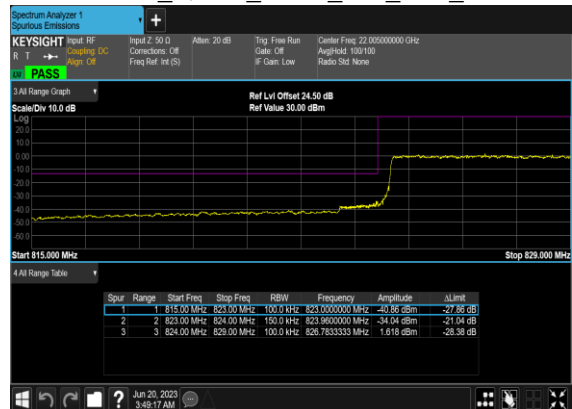 Spectrum Analyzer 1
Spurious Emissions
+
KEYSIGHT Input: RF Input Z: 50 Ω Atten: 20 dB Trig: Free Run Center Freq: 22.005000000 GHz
R T Coupling: DC Corrections: Off Gate: Off Avg|Hold: 100/100
Align: Off Freq Ref: Int (S) IF Gain: Low Radio Std: None
PASS
3 All Range Graph
Ref Lvl Offset 24.50 dB
Scale/Div 10.0 dB Ref Value 30.00 dBm
Log
20.0
10.0
0.00
-10.0
-20.0
-30.0
-40.0
-50.0
-60.0
Start 815.000 MHz Stop 829.000 MHz
4 All Range Table
Spur Range Start Freq Stop Freq RBW Frequency Amplitude ΔLimit
1 1 815.00 MHz 823.00 MHz 100.0 kHz 823.0000000 MHz -40.86 dBm -27.86 dB
2 2 823.00 MHz 824.00 MHz 150.0 kHz 823.9600000 MHz -34.04 dBm -21.04 dB
3 3 824.00 MHz 829.00 MHz 100.0 kHz 826.7833333 MHz 1.618 dBm -28.38 dB
? Jun 20, 2023
3:49:17 AM